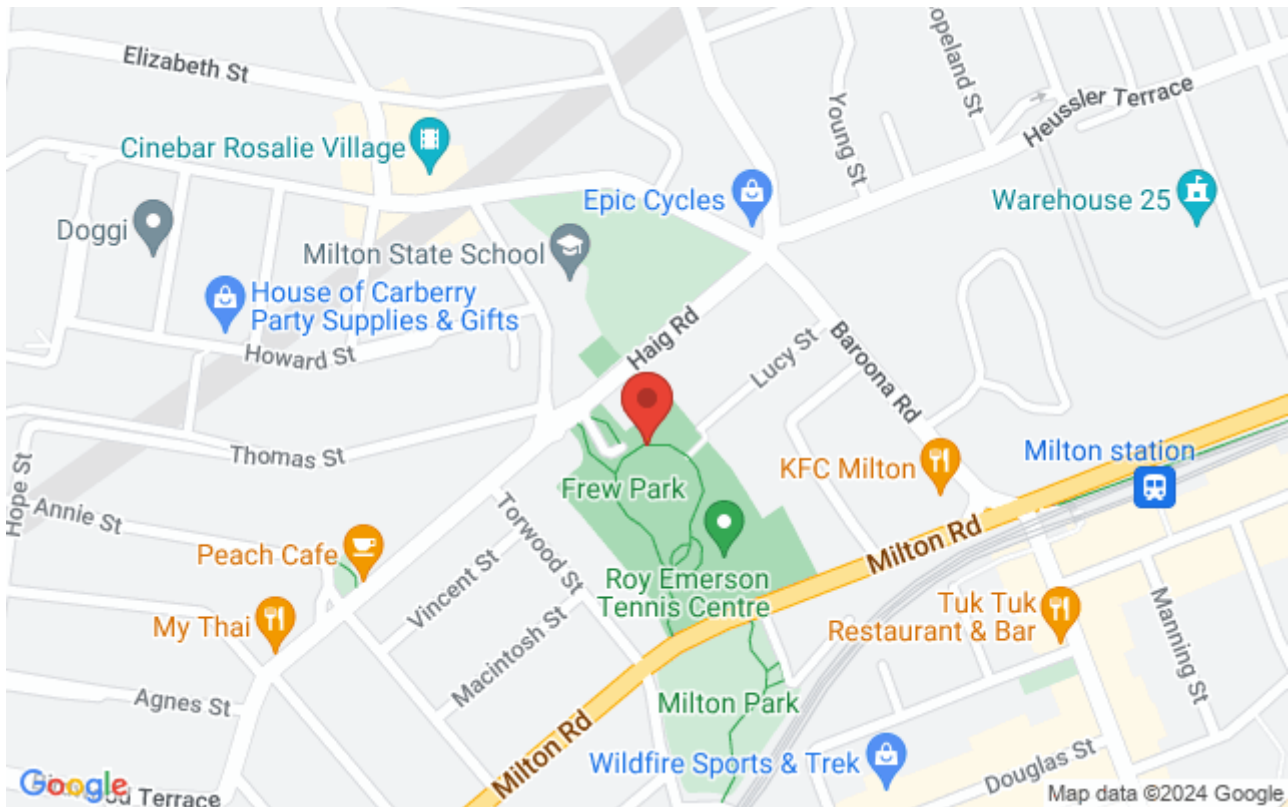 Elizabeth St
Copeland St
Young St
Heussler Terrace
Cinebar Rosalie Village
Epic Cycles
Warehouse 25
Doggi
Milton State School
House of Carberry
Party Supplies & Gifts
Howard St
Haig Rd
Lucy St
Baroona Rd
Thomas St
Hope St
Annie St
Frew Park
KFC Milton
Milton station
Torwood St
Vincent St
Peach Cafe
My Thai
Macintosh St
Roy Emerson
Tennis Centre
Milton Rd
Tuk Tuk
Restaurant & Bar
Manning St
Agnes St
Milton Park
Milton Rd
Wildfire Sports & Trek
Douglas St
Google
Terrace
Map data ©2024 Google